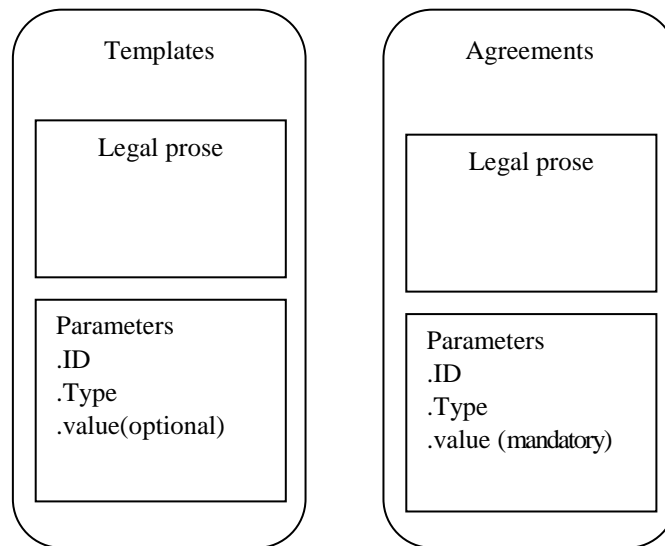 Templates
Legal prose
Parameters
.ID
.Type
.value(optional)
Agreements
Legal prose
Parameters
.ID
.Type
.value (mandatory)